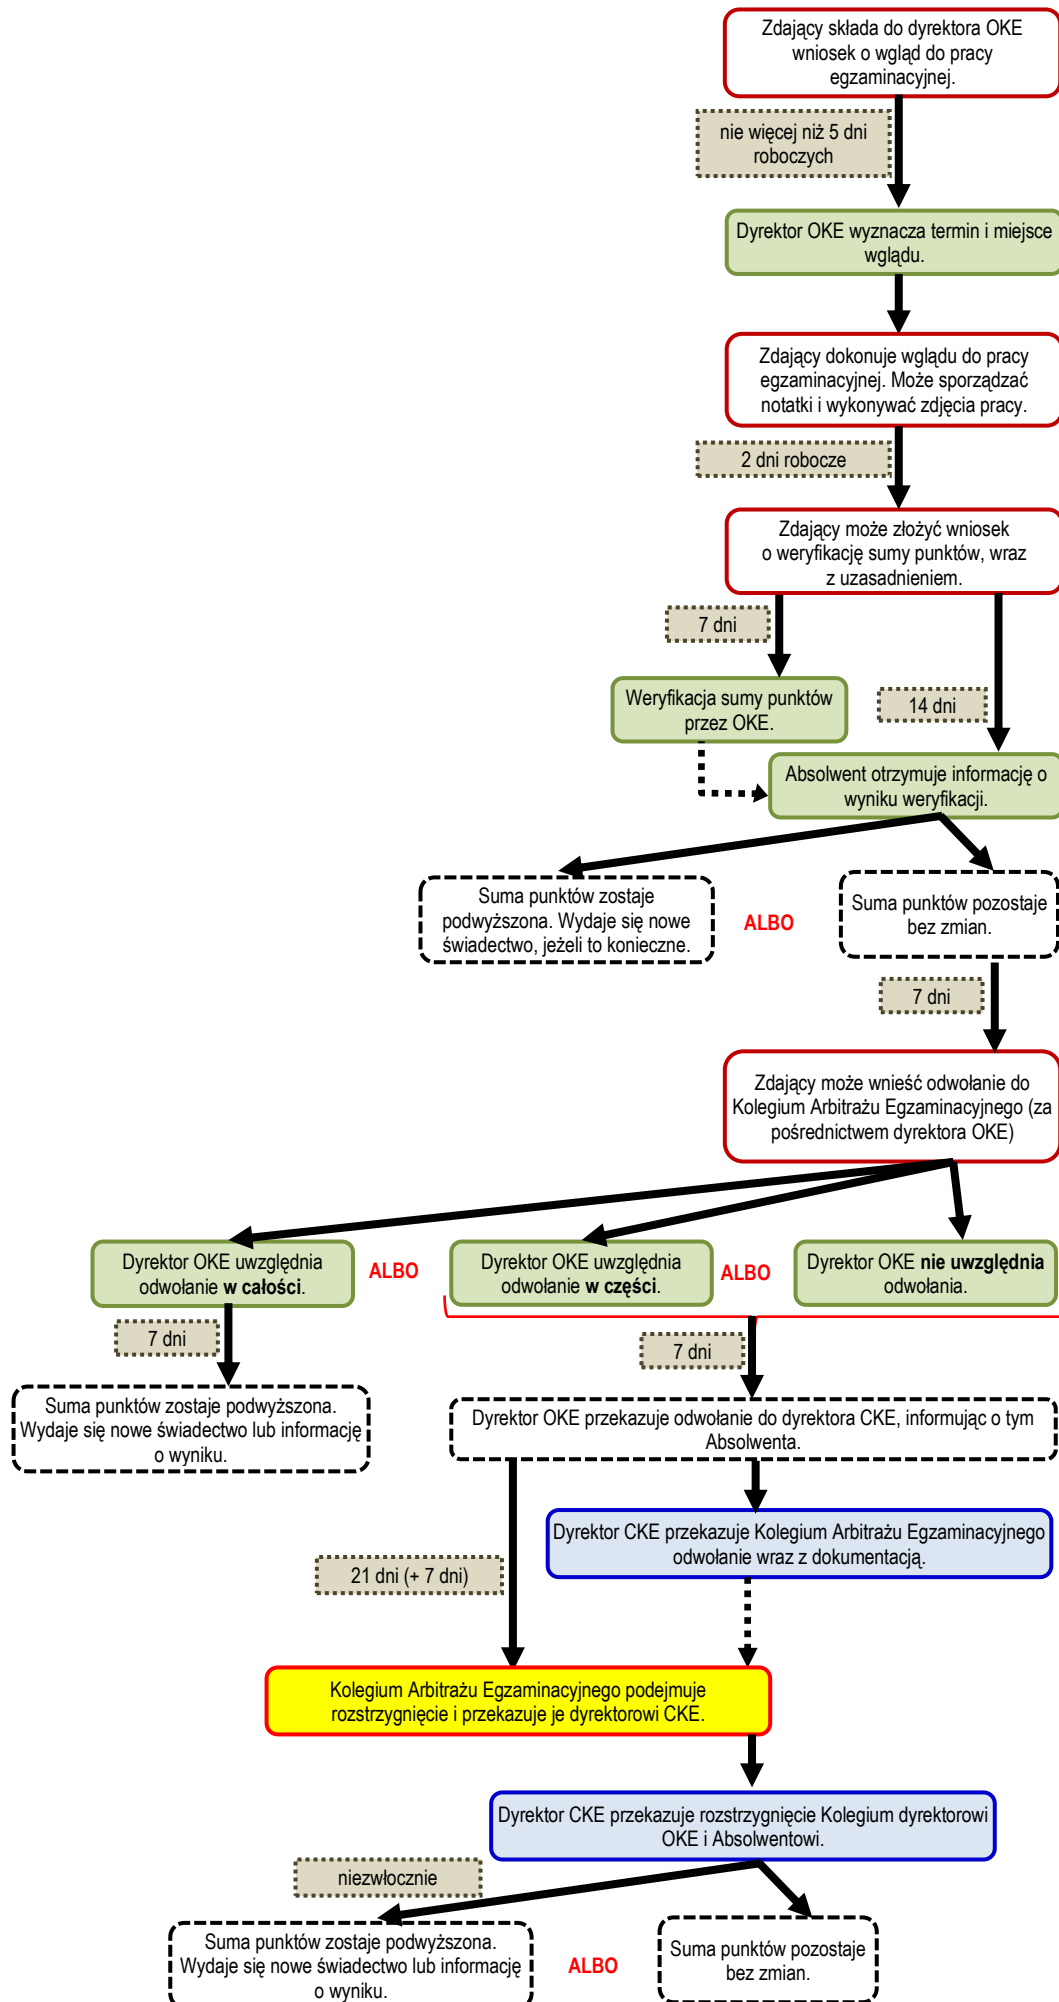 Zdający składa do dyrektora OKE
wniosek o wgląd do pracy
egzaminacyjnej.
nie więcej niż 5 dni
roboczych
Dyrektor OKE wyznacza termin i miejsce
wglądu.
Zdający dokonuje wglądu do pracy
egzaminacyjnej. Może sporządzać
notatki i wykonywać zdjęcia pracy.
2 dni robocze
Zdający może złożyć wniosek
o weryfikację sumy punktów, wraz
z uzasadnieniem.
7 dni
Weryfikacja sumy punktów
przez OKE.
14 dni
Absolwent otrzymuje informację o
wyniku weryfikacji.
Suma punktów zostaje
podwyższona. Wydaje się nowe
świadectwo, jeżeli to konieczne.
ALBO
Suma punktów pozostaje
bez zmian.
7 dni
Zdający może wnieść odwołanie do
Kolegium Arbitrażu Egzaminacyjnego (za
pośrednictwem dyrektora OKE)
Dyrektor OKE uwzględnia
odwołanie w całości.
ALBO
Dyrektor OKE uwzględnia
odwołanie w części.
ALBO
Dyrektor OKE nie uwzględnia
odwołania.
7 dni
7 dni
Suma punktów zostaje podwyższona.
Wydaje się nowe świadectwo lub informację
o wyniku.
Dyrektor OKE przekazuje odwołanie do dyrektora CKE, informując o tym
Absolwenta.
Dyrektor CKE przekazuje Kolegium Arbitrażu Egzaminacyjnego
odwołanie wraz z dokumentacją.
21 dni (+ 7 dni)
Kolegium Arbitrażu Egzaminacyjnego podejmuje
rozstrzygnięcie i przekazuje je dyrektorowi CKE.
Dyrektor CKE przekazuje rozstrzygnięcie Kolegium dyrektorowi
OKE i Absolwentowi.
niezwłocznie
Suma punktów zostaje podwyższona.
Wydaje się nowe świadectwo lub informację
o wyniku.
ALBO
Suma punktów pozostaje
bez zmian.